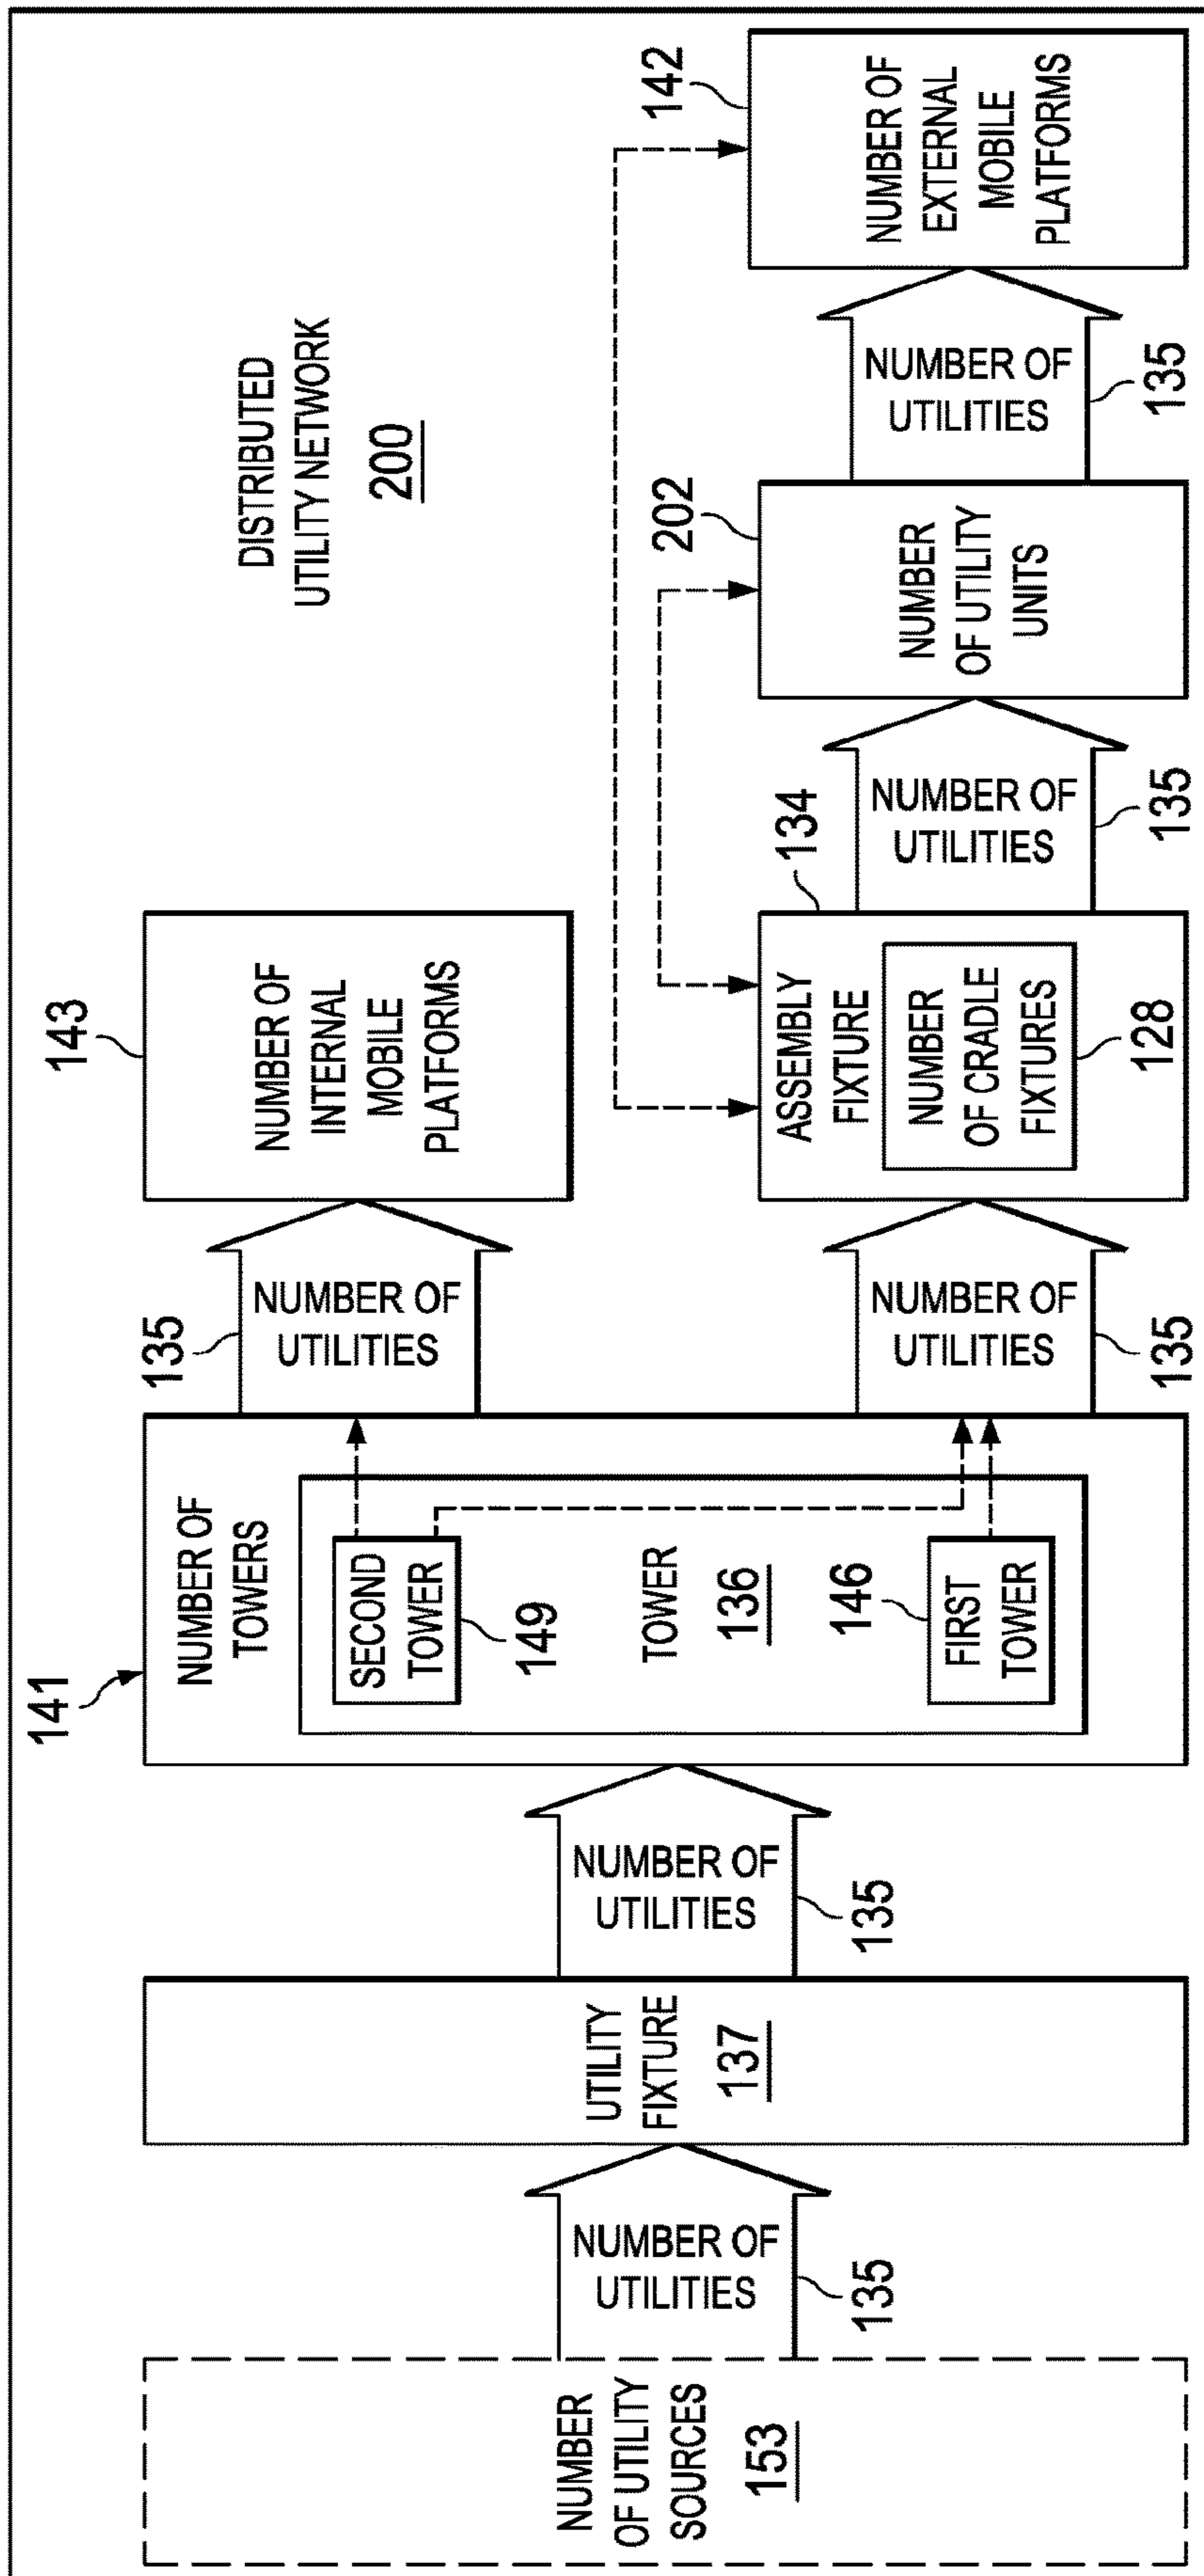 DISTRIBUTED
UTILITY NETWORK
200
NUMBER
OF UTILITY
SOURCES
153
NUMBER OF
UTILITIES
135
UTILITY
FIXTURE
137
NUMBER OF
UTILITIES
135
141
NUMBER OF
TOWERS
SECOND
TOWER
149
TOWER
136
146
FIRST
TOWER
135
NUMBER OF
UTILITIES
143
NUMBER OF
INTERNAL
MOBILE
PLATFORMS
NUMBER OF
UTILITIES
135
134
ASSEMBLY
FIXTURE
NUMBER
OF CRADLE
FIXTURES
128
NUMBER OF
UTILITIES
135
202
NUMBER
OF UTILITY
UNITS
NUMBER OF
UTILITIES
135
142
NUMBER OF
EXTERNAL
MOBILE
PLATFORMS